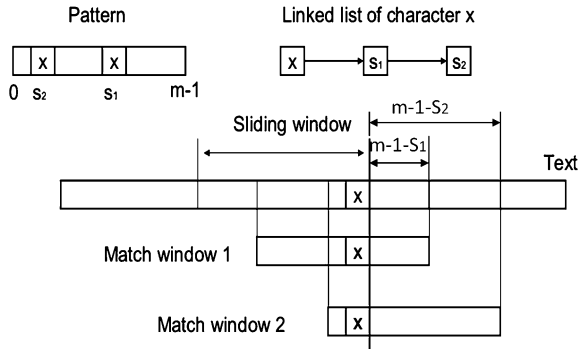 Pattern
Linked list of character x
x x
x s₁ s₂
0 s₂ s₁ m-1
m-1-S₂
Sliding window
m-1-S₁
Text
x
Match window 1 x
Match window 2 x